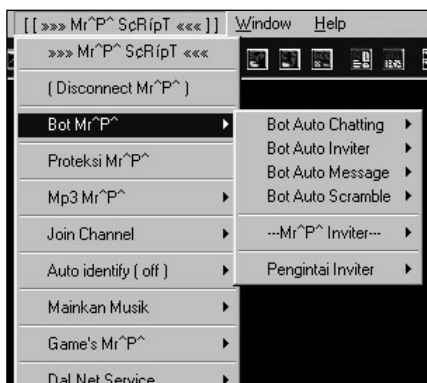 [[ »»» Mr^P^ S¢RípT ««« ]] Window Help
»»» Mr^P^ S¢RípT «««
( Disconnect Mr^P^ )
Bot Mr^P^
Proteksi Mr^P^
Mp3 Mr^P^
Join Channel
Auto identify ( off )
Mainkan Musik
Game's Mr^P^
Dal Net Service
Bot Auto Chatting
Bot Auto Inviter
Bot Auto Message
Bot Auto Scramble
---Mr^P^ Inviter---
Pengintai Inviter